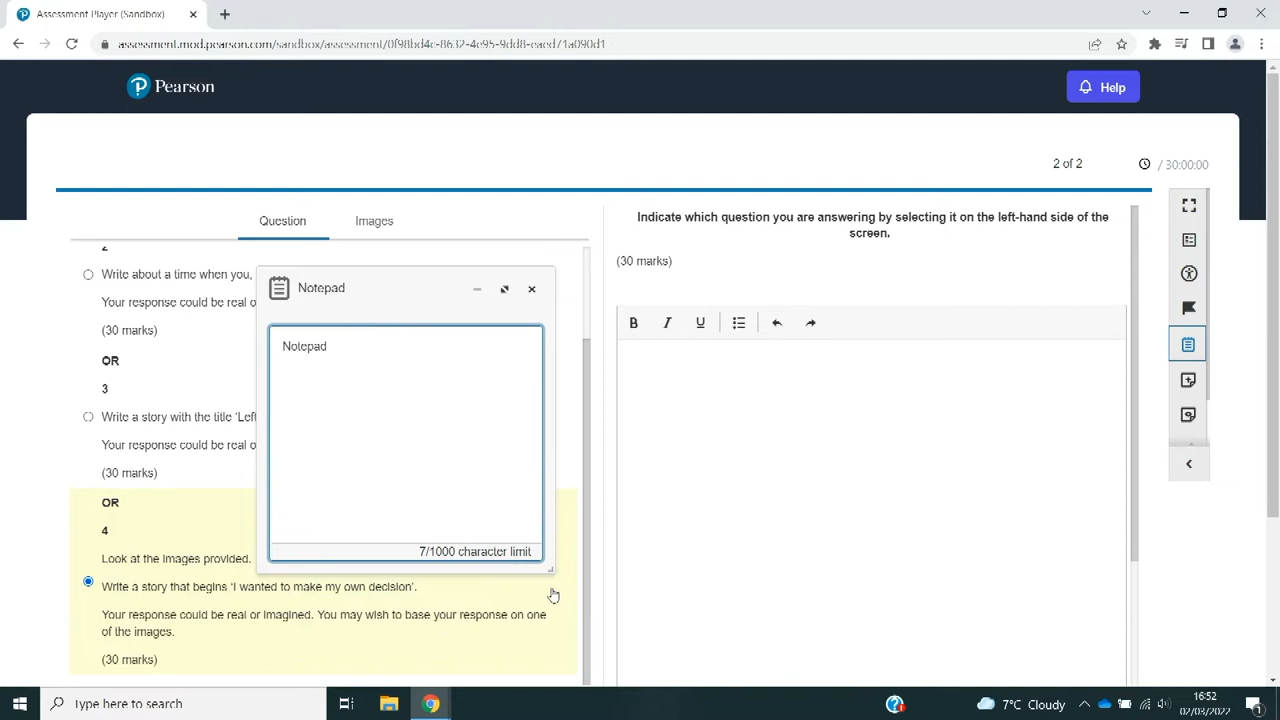 Assessment Player (Sandbox)
Pearson
Help
2 of 2
/ 30:00:00
Question
Images
Indicate which question you are answering by selecting it on the left-hand side of the
screen.
(30 marks)
2
Write about a time when you,
Your response could be real o
(30 marks)
OR
3
Write a story with the title ‘Left
Your response could be real o
(30 marks)
OR
4
Look at the images provided.
Write a story that begins ‘I wanted to make my own decision’.
Your response could be real or imagined. You may wish to base your response on one
of the images.
(30 marks)
Notepad
Notepad
7/1000 character limit
B I U
Type here to search
7°C Cloudy
16:52
02/03/2022